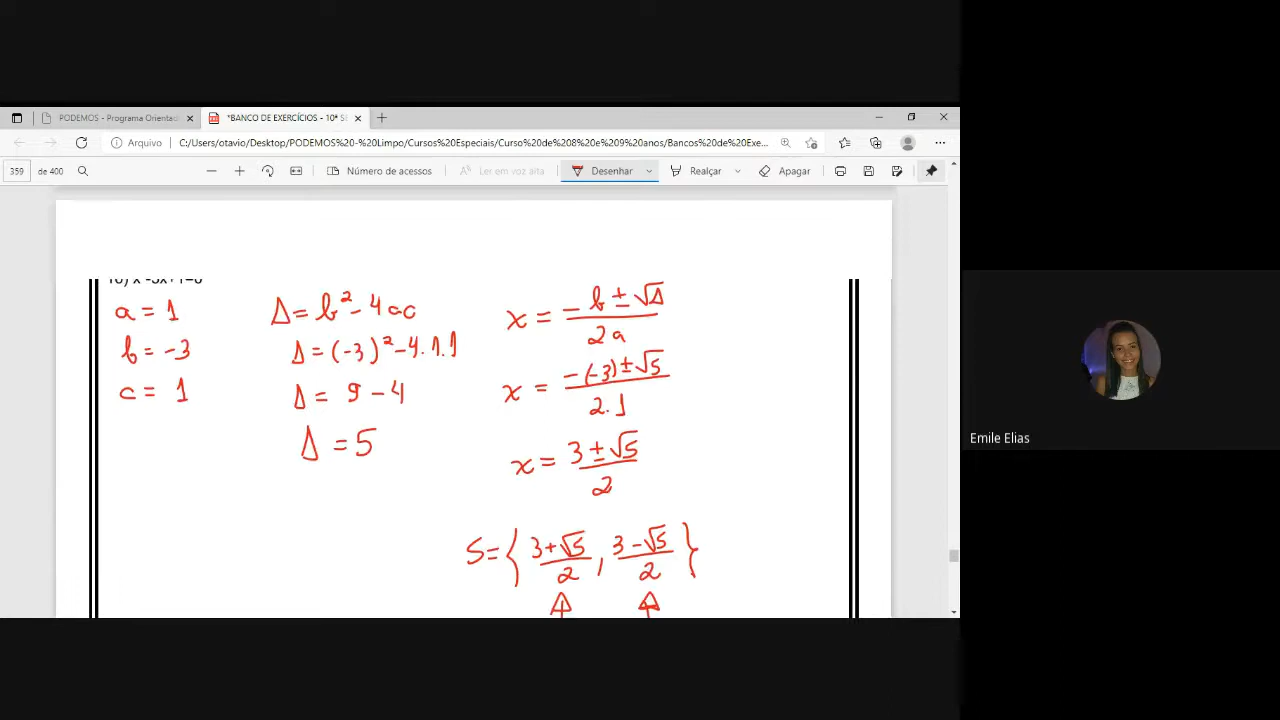 PODEMOS - Programa Orientad
*BANCO DE EXERCÍCIOS - 10ª SE
Arquivo C:/Users/otavio/Desktop/PODEMOS%20-%20Limpo/Cursos%20Especiais/Curso%20de%208%20e%209%20anos/Bancos%20de%20Exe...
359 de 400 Número de acessos Ler em voz alta Desenhar Realçar Apagar
a = 1
b = -3
c = 1
Δ = b² - 4ac
Δ = (-3)² - 4.1.1
Δ = 9 - 4
Δ = 5
x = -b ± √Δ / 2a
x = -(-3) ± √5 / 2.1
x = 3 ± √5 / 2
S = { 3+√5 / 2 , 3-√5 / 2 }
Emile Elias